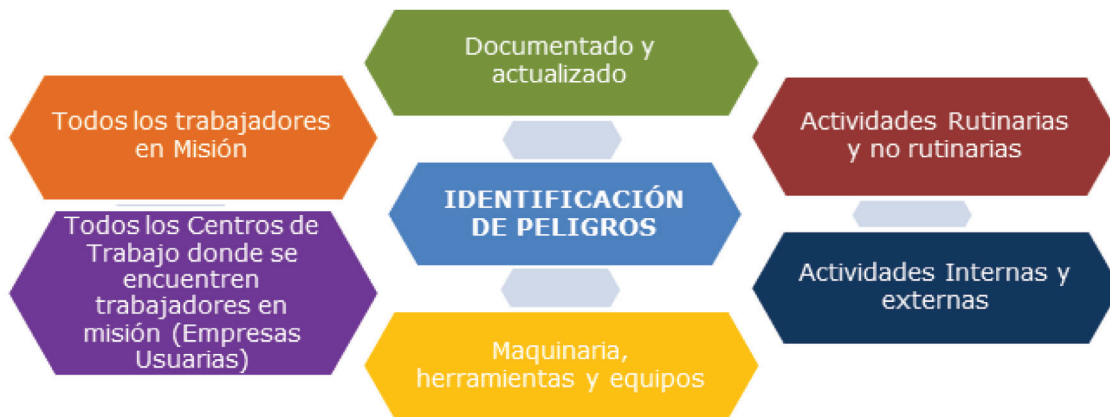 Documentado y
actualizado
Todos los trabajadores
en Misión
Actividades Rutinarias
y no rutinarias
IDENTIFICACIÓN
DE PELIGROS
Todos los Centros de
Trabajo donde se
encuentren
trabajadores en
misión (Empresas
Usuarias)
Actividades Internas y
externas
Maquinaria,
herramientas y equipos